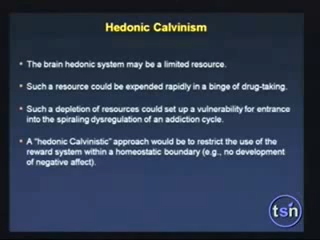 Hedonic Calvinism
• The brain hedonic system may be a limited resource.
• Such a resource could be expended rapidly in a binge of drug-taking.
• Such a depletion of resources could set up a vulnerability for entrance
into the spiraling dysregulation of an addiction cycle.
• A "hedonic Calvinistic" approach would be to restrict the use of the
reward system within a homeostatic boundary (e.g., no development
of negative affect).
tsn